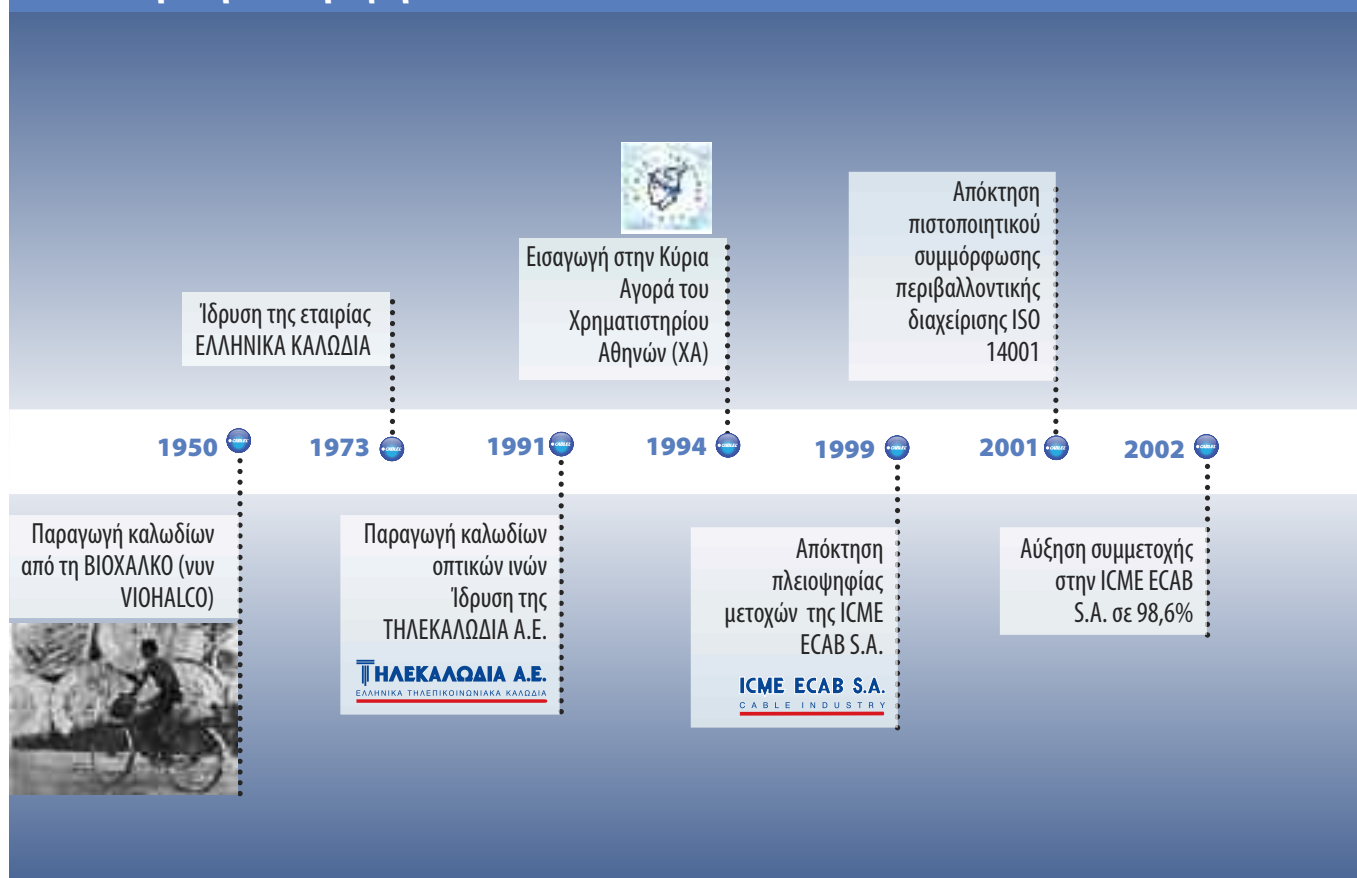 Ίδρυση της εταιρίας
ΕΛΛΗΝΙΚΑ ΚΑΛΩΔΙΑ
Εισαγωγή στην Κύρια
Αγορά του
Χρηματιστηρίου
Αθηνών (ΧΑ)
Απόκτηση
πιστοποιητικού
συμμόρφωσης
περιβαλλοντικής
διαχείρισης ISO
14001
1950
1973
1991
1994
1999
2001
2002
Παραγωγή καλωδίων
από τη ΒΙΟΧΑΛΚΟ (νυν
VIOHALCO)
Παραγωγή καλωδίων
οπτικών ινών
Ίδρυση της
ΤΗΛΕΚΑΛΩΔΙΑ Α.Ε.
ΤΗΛΕΚΑΛΩΔΙΑ Α.Ε.
ΕΛΛΗΝΙΚΑ ΤΗΛΕΠΙΚΟΙΝΩΝΙΑΚΑ ΚΑΛΩΔΙΑ
Απόκτηση
πλειοψηφίας
μετοχών της ICME
ECAB S.A.
ICME ECAB S.A.
CABLE INDUSTRY
Αύξηση συμμετοχής
στην ICME ECAB
S.A. σε 98,6%